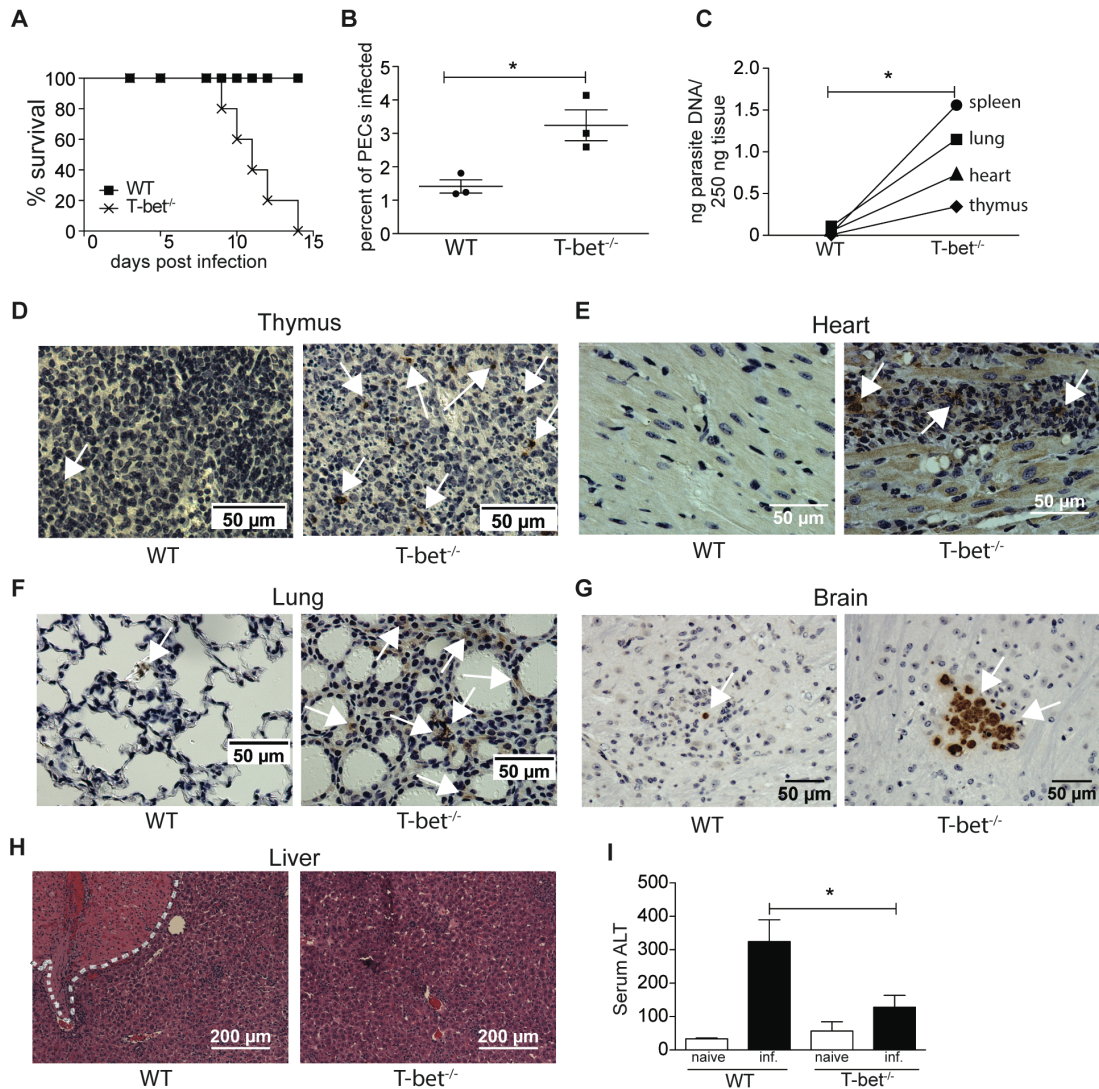 A
% survival
100
80
60
40
20
0
WT
T-bet-/-
0 5 10 15
days post infection
B
percent of PECs infected
5
4
3
2
1
0
*
WT T-bet-/-
C
ng parasite DNA/
250 ng tissue
2.0
1.5
1.0
0.5
0
*
spleen
lung
heart
thymus
WT T-bet-/-
D
Thymus
50 µm
50 µm
WT T-bet-/-
E
Heart
50 µm
50 µm
WT T-bet-/-
F
Lung
50 µm
50 µm
WT T-bet-/-
G
Brain
50 µm
50 µm
WT T-bet-/-
H
Liver
200 µm
200 µm
WT T-bet-/-
I
Serum ALT
500
400
300
200
100
0
*
naive inf. naive inf.
WT T-bet-/-